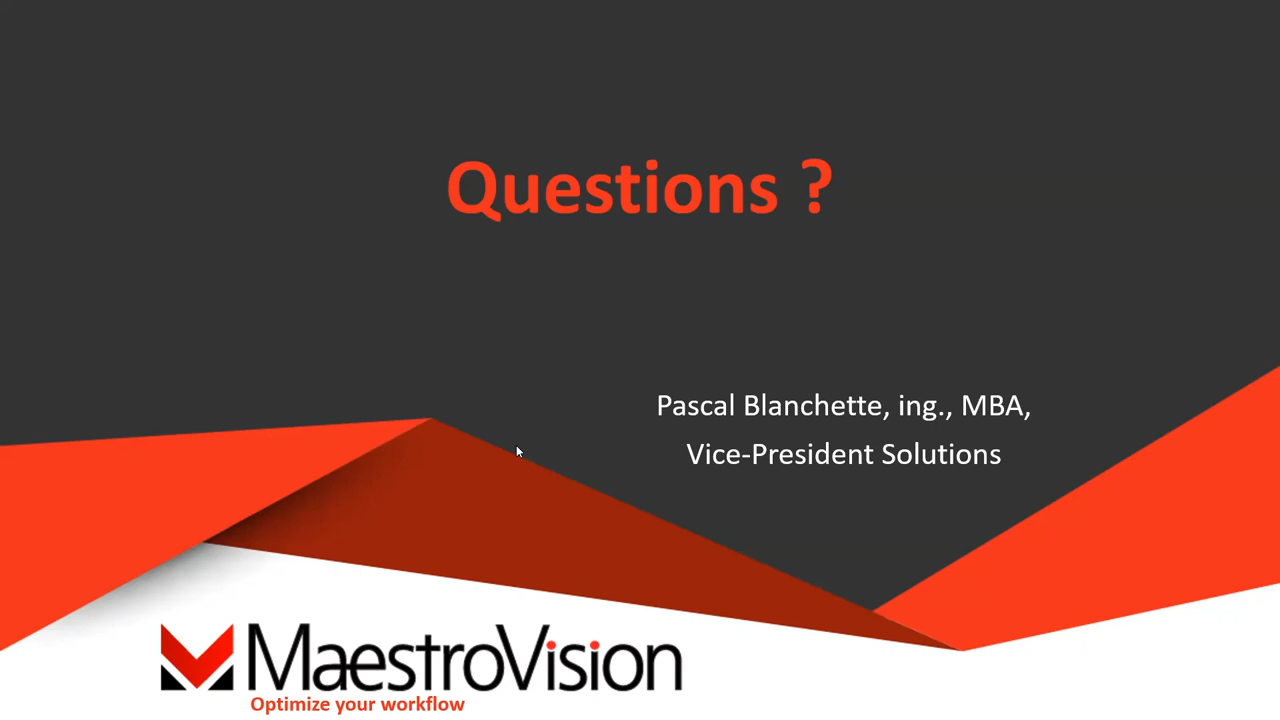 Questions ?
Pascal Blanchette, ing., MBA,
Vice-President Solutions
MaestroVision
Optimize your workflow